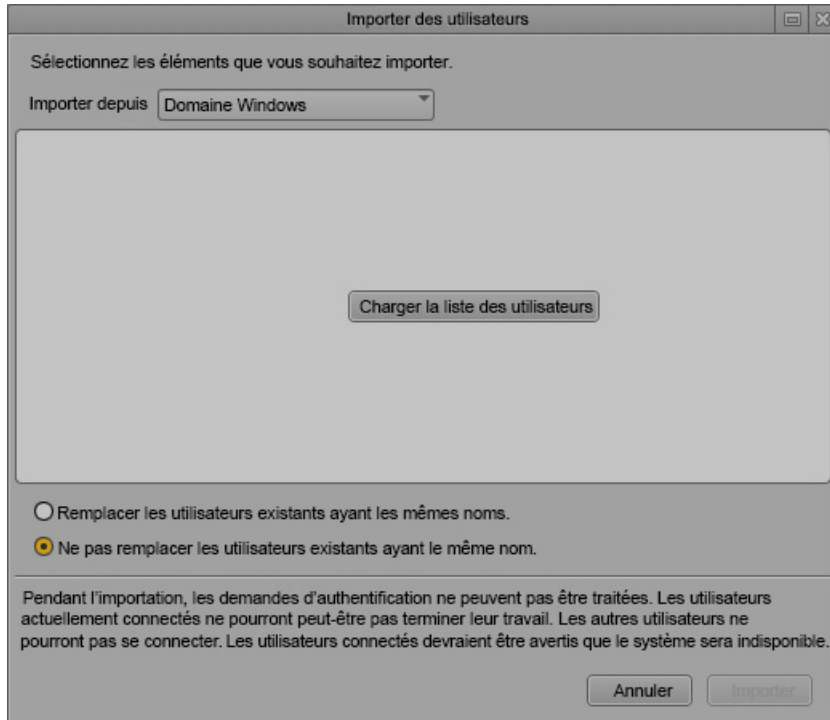 Importer des utilisateurs
Sélectionnez les éléments que vous souhaitez importer.
Importer depuis Domaine Windows
Charger la liste des utilisateurs
Remplacer les utilisateurs existants ayant les mêmes noms.
Ne pas remplacer les utilisateurs existants ayant le même nom.
Pendant l'importation, les demandes d'authentification ne peuvent pas être traitées. Les utilisateurs
actuellement connectés ne pourront peut-être pas terminer leur travail. Les autres utilisateurs ne
pourront pas se connecter. Les utilisateurs connectés devraient être avertis que le système sera indisponible.
Annuler Importer